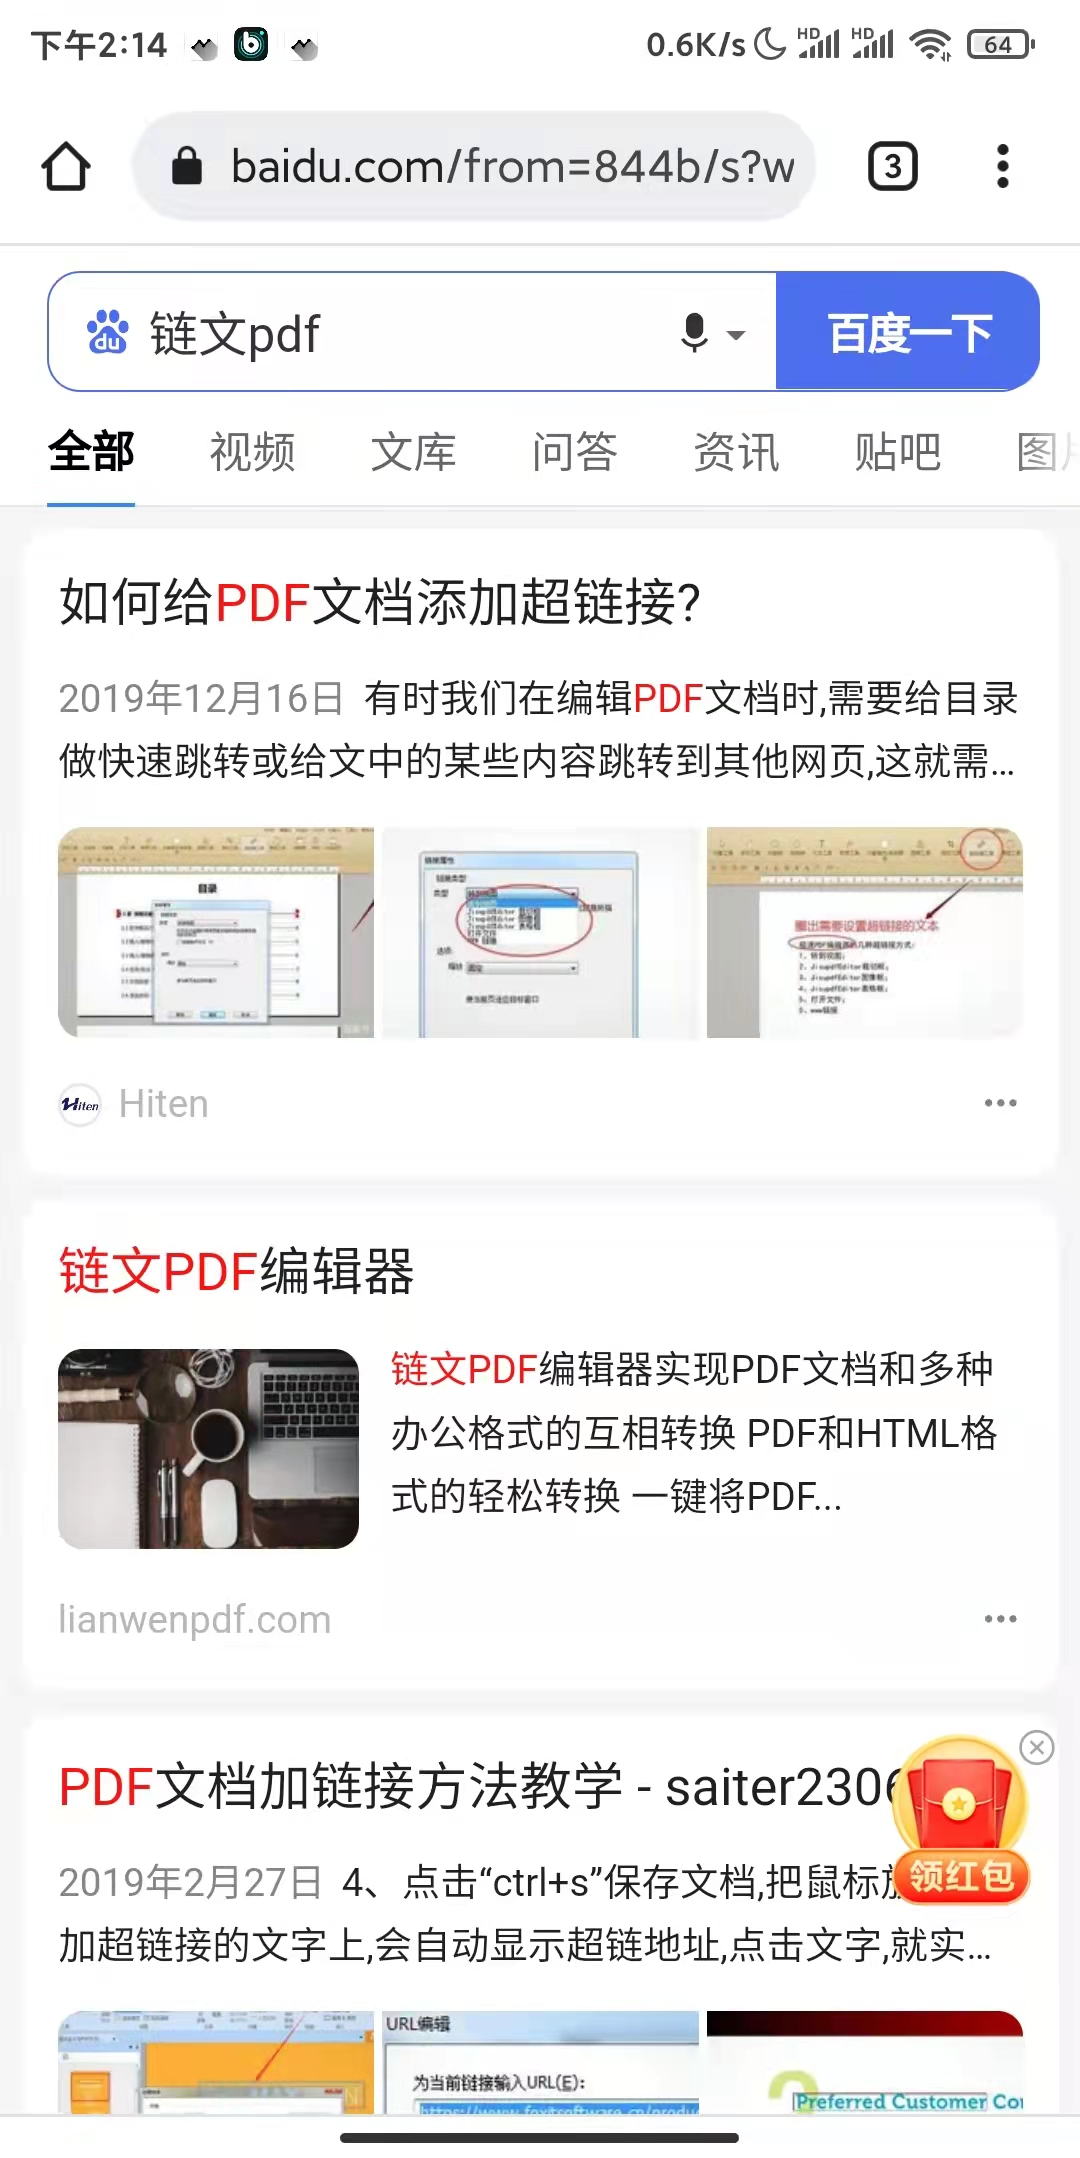 下午2:14
0.6K/s HD HD 64
baidu.com/from=844b/s?w
3
du 链文pdf 百度一下
全部 视频 文库 问答 资讯 贴吧 图
如何给PDF文档添加超链接?
2019年12月16日 有时我们在编辑PDF文档时,需要给目录
做快速跳转或给文中的某些内容跳转到其他网页,这就需...
目录
圈出需要设置超链接的文本
Hiten Hiten
链文PDF编辑器
链文PDF编辑器实现PDF文档和多种
办公格式的互相转换 PDF和HTML格
式的轻松转换 一键将PDF...
lianwenpdf.com
PDF文档加链接方法教学 - saiter2306
领红包
2019年2月27日 4、点击“ctrl+s”保存文档,把鼠标放
加超链接的文字上,会自动显示超链地址,点击文字,就实...
URL编辑
为当前链接输入URL(E):
Preferred Customer